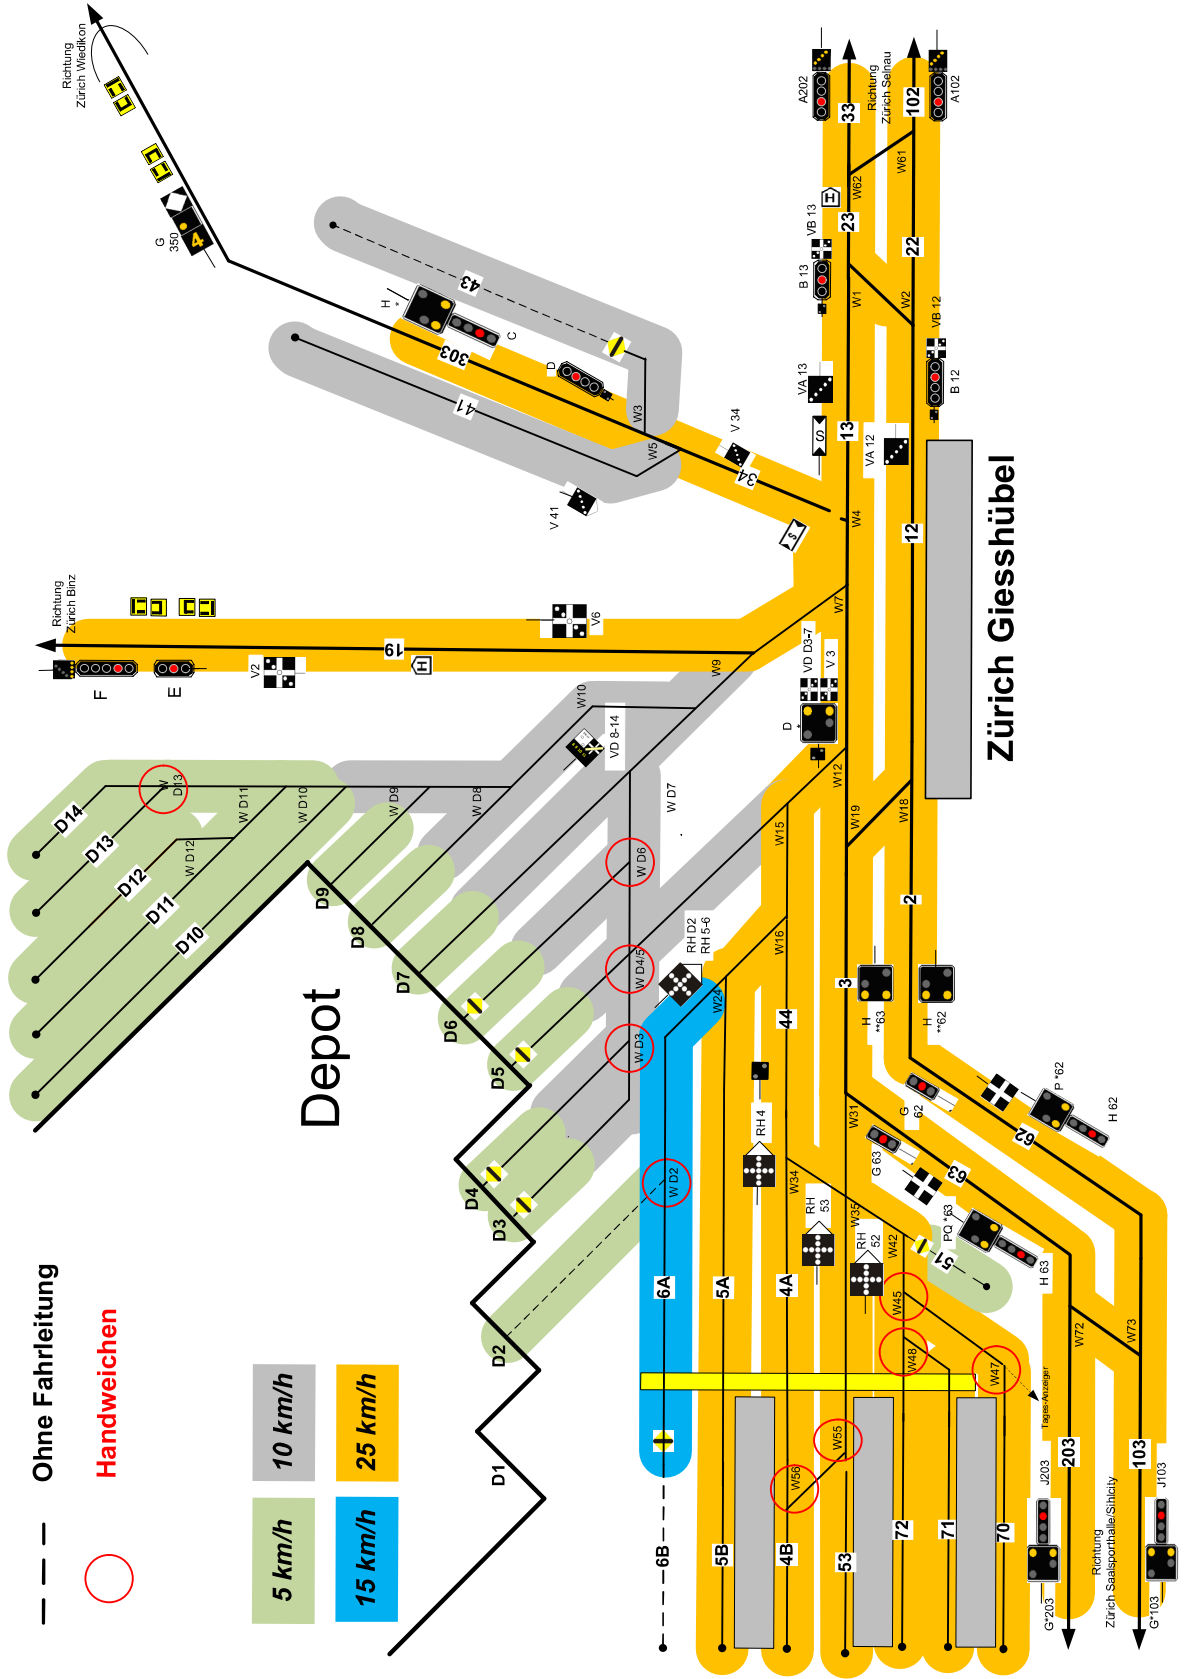 Richtung
Zürich Wiedikon
G
350
4
43
H
*
C
303
D
41
W3
W5
V 34
34
V 41
S
W4
A202
33
Richtung
Zürich Selnau
102
A102
W61
W62
H
VB 13
B 13
23
22
W1
W2
VB 12
B 12
VA 13
S
13
VA 12
12
Zürich Giesshübel
Richtung
Zürich Binz
F
E
V2
H
19
V6
W9
W7
W10
VD 8-14
VD D3-7
V 3
D
*
W12
W19
W18
W15
W16
W D7
W D6
W D4/5
W D3
W D2
RH D2
RH 5-6
W24
D14
W
D13
D13
D12
W D12
D11
W D11
D10
W D10
W D9
W D8
D9
D8
D7
D6
D5
D4
D3
D2
D1
Depot
3
2
H
**63
H
**62
44
RH 4
W34
W31
W35
W42
RH
53
RH
52
G 63
G
62
PQ *63
H 63
63
62
P *62
H 62
51
W45
W48
W47
W72
W73
Tages-Anzeiger
6A
5A
4A
6B
5B
4B
W56
W55
53
72
71
70
203
103
J203
G*203
J103
G*103
Richtung
Zürich Saalsporthalle/Sihlcity
Ohne Fahrleitung
Handweichen
5 km/h
10 km/h
15 km/h
25 km/h